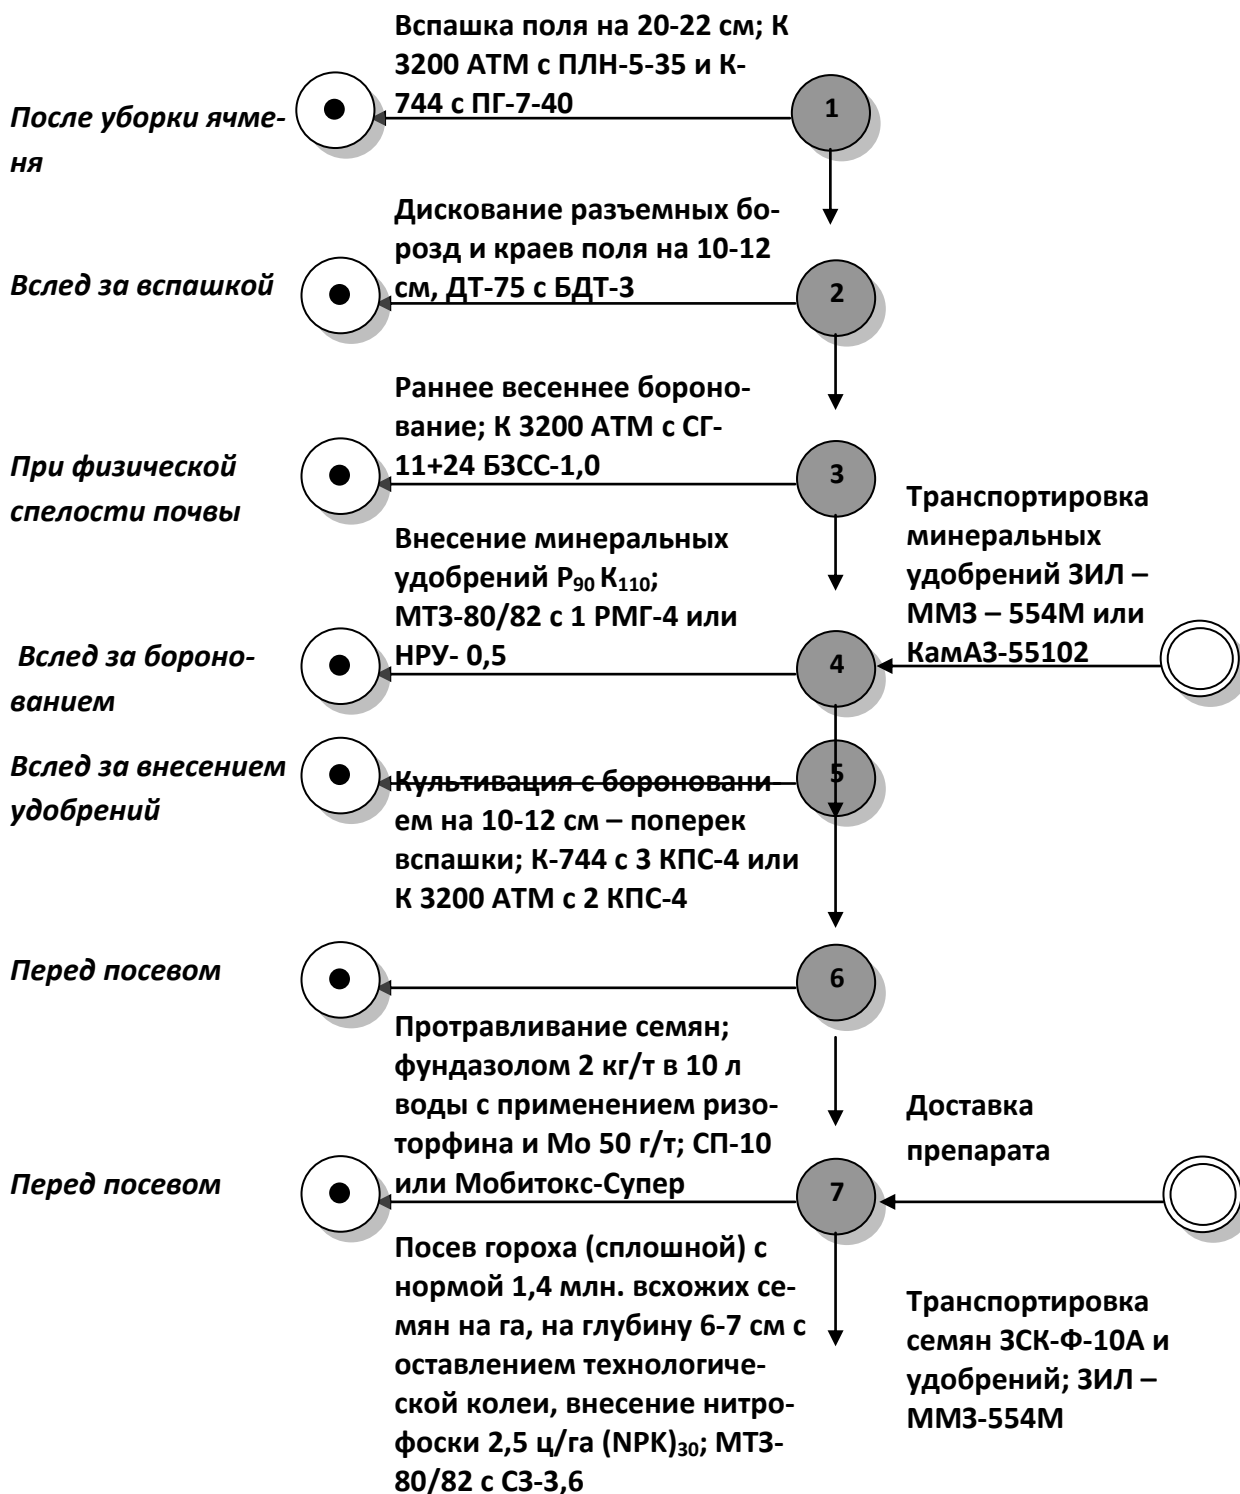 Вспашка поля на 20-22 см; К
3200 АТМ с ПЛН-5-35 и К-
744 с ПГ-7-40
1
После уборки ячме-
ня
Дискование разъемных бо-
розд и краев поля на 10-12
см, ДТ-75 с БДТ-3
2
Вслед за вспашкой
Раннее весеннее бороно-
вание; К 3200 АТМ с СГ-
11+24 БЗСС-1,0
3
При физической
спелости почвы
Транспортировка
минеральных
удобрений ЗИЛ –
ММЗ – 554М или
КамАЗ-55102
Внесение минеральных
удобрений P₉₀ K₁₁₀;
МТЗ-80/82 с 1 РМГ-4 или
НРУ- 0,5
4
Вслед за бороно-
ванием
Вслед за внесением
удобрений
5
Культивация с боровани-
ем на 10-12 см – поперек
вспашки; К-744 с 3 КПС-4 или
К 3200 АТМ с 2 КПС-4
Перед посевом
6
Протравливание семян;
фундазолом 2 кг/т в 10 л
воды с применением ризо-
торфина и Мо 50 г/т; СП-10
или Мобитокс-Супер
Доставка
препарата
Перед посевом
7
Посев гороха (сплошной) с
нормой 1,4 млн. всхожих се-
мян на га, на глубину 6-7 см с
оставлением технологиче-
ской колеи, внесение нитро-
фоски 2,5 ц/га (NPK)₃₀; МТЗ-
80/82 с СЗ-3,6
Транспортировка
семян ЗСК-Ф-10А и
удобрений; ЗИЛ –
ММЗ-554М